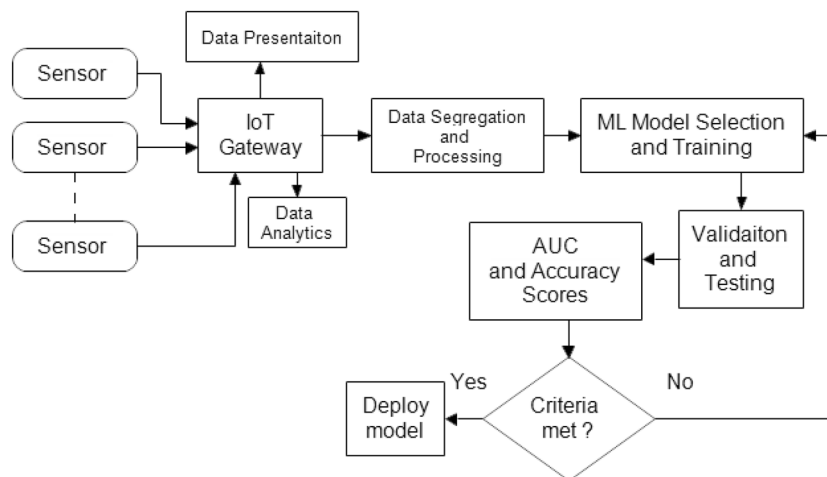 Data Presentaiton
Sensor
Sensor
Sensor
IoT
Gateway
Data
Analytics
Data Segregation
and
Processing
ML Model Selection
and Training
Validaiton
and
Testing
AUC
and Accuracy
Scores
Criteria
met ?
Yes
No
Deploy
model